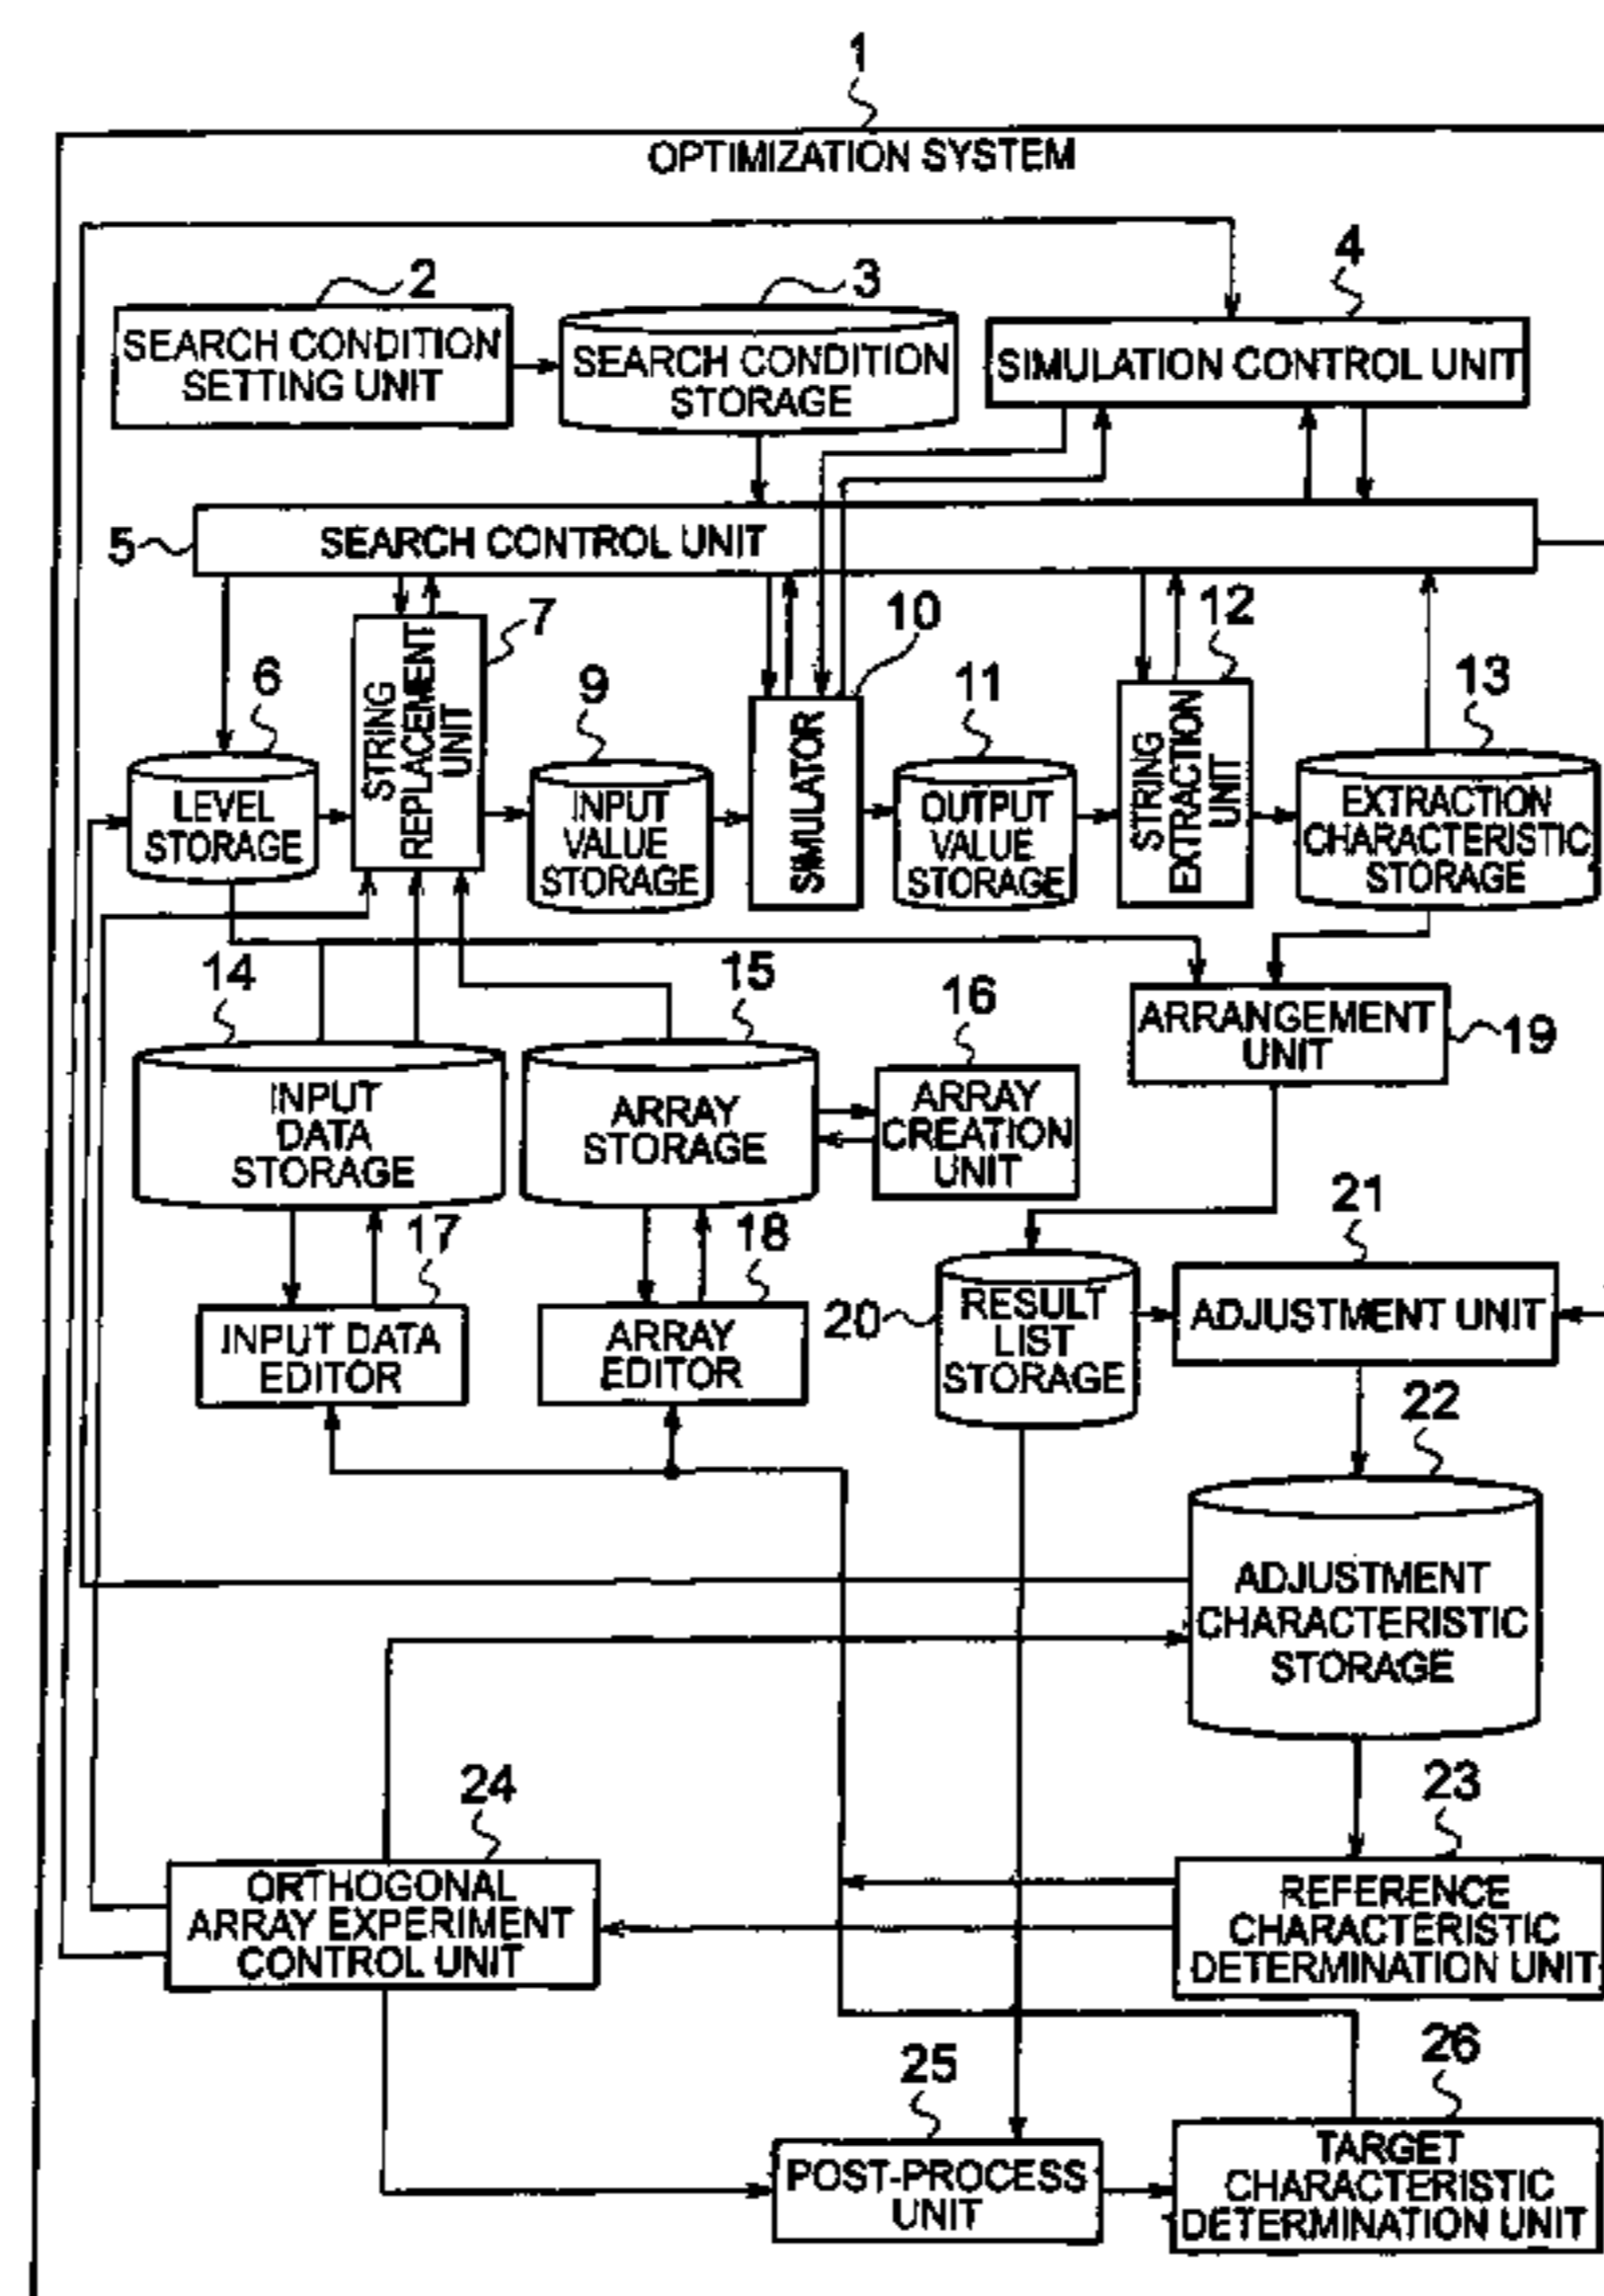 1
OPTIMIZATION SYSTEM
2
3
4
SEARCH CONDITION
SETTING UNIT
SEARCH CONDITION
STORAGE
SIMULATION CONTROL UNIT
5
SEARCH CONTROL UNIT
6
LEVEL
STORAGE
7
STRING
REPLACEMENT
UNIT
9
INPUT
VALUE
STORAGE
10
SIMULATOR
11
OUTPUT
VALUE
STORAGE
12
STRING
EXTRACTION
UNIT
13
EXTRACTION
CHARACTERISTIC
STORAGE
14
INPUT
DATA
STORAGE
15
ARRAY
STORAGE
16
ARRAY
CREATION
UNIT
ARRANGEMENT
UNIT
19
17
INPUT DATA
EDITOR
18
ARRAY
EDITOR
20
RESULT
LIST
STORAGE
21
ADJUSTMENT UNIT
22
ADJUSTMENT
CHARACTERISTIC
STORAGE
23
REFERENCE
CHARACTERISTIC
DETERMINATION UNIT
24
ORTHOGONAL
ARRAY EXPERIMENT
CONTROL UNIT
25
POST-PROCESS
UNIT
26
TARGET
CHARACTERISTIC
DETERMINATION UNIT